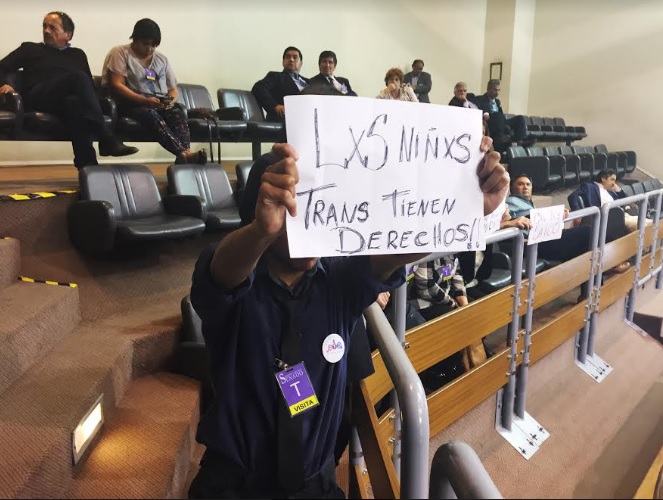 LXS NIÑXS
TRANS TIENEN
DERECHOS!!
SENADO
T
VISITA